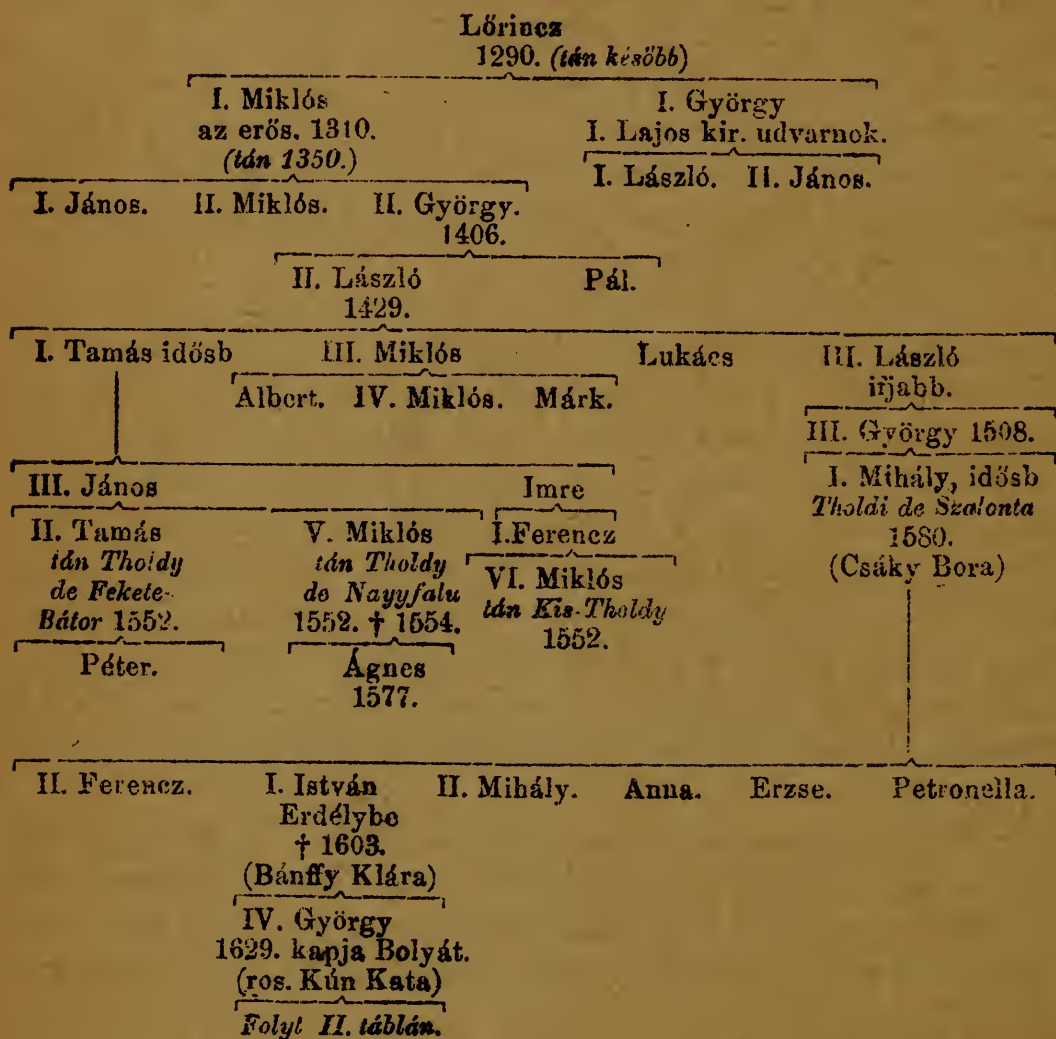 Lőrincz
1290. (tán később)
I. Miklós I. György
az erős. 1310. I. Lajos kir. udvarnok.
(tán 1350.)
I. László. II. János.
I. János. II. Miklós. II. György.
1406.
II. László Pál.
1429.
I. Tamás idősb III. Miklós Lukács III. László
ifjabb.
Albert. IV. Miklós. Márk.
III. György 1508.
III. János Imre I. Mihály, idősb
Tholdi de Szalonta
II. Tamás V. Miklós I.Ferencz 1580.
tán Tholdy tán Tholdy VI. Miklós (Csáky Bora)
de Fekete- de Nagyfalu tán Kis-Tholdy
Bátor 1552. 1552. † 1554. 1552.
Péter. Ágnes
1577.
II. Ferencz. I. István II. Mihály. Anna. Erzse. Petronella.
Erdélybe
† 1603.
(Bánffy Klára)
IV. György
1629. kapja Bolyát.
(ros. Kún Kata)
Folyt II. táblán.